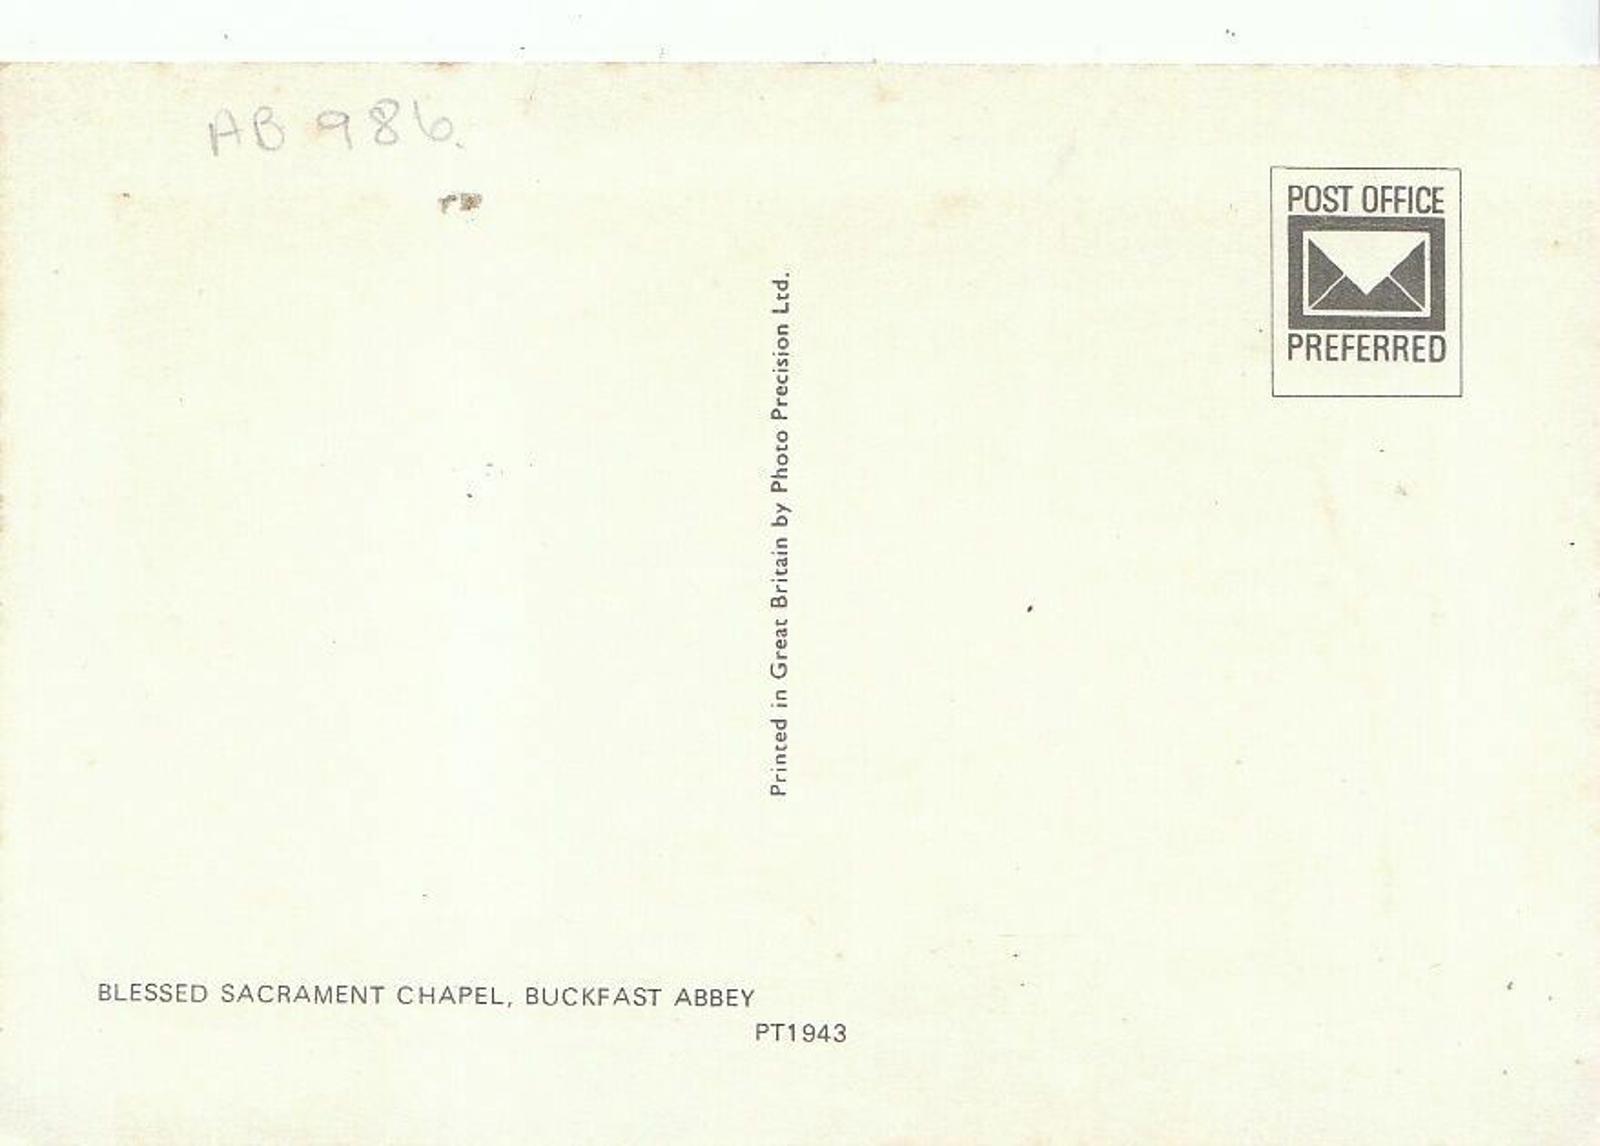 AB 986.
POST OFFICE
PREFERRED
Printed in Great Britain by Photo Precision Ltd.
BLESSED SACRAMENT CHAPEL, BUCKFAST ABBEY
PT1943